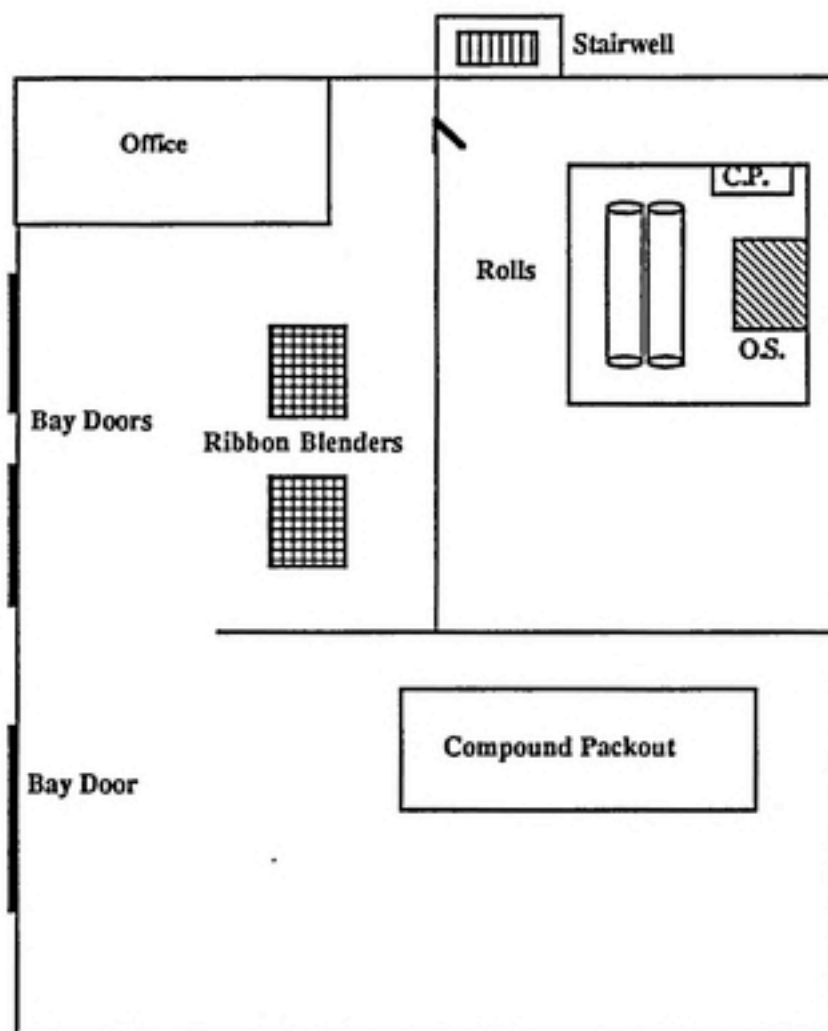 Stairwell
Office
C.P.
Rolls
O.S.
Bay Doors
Ribbon Blenders
Compound Packout
Bay Door